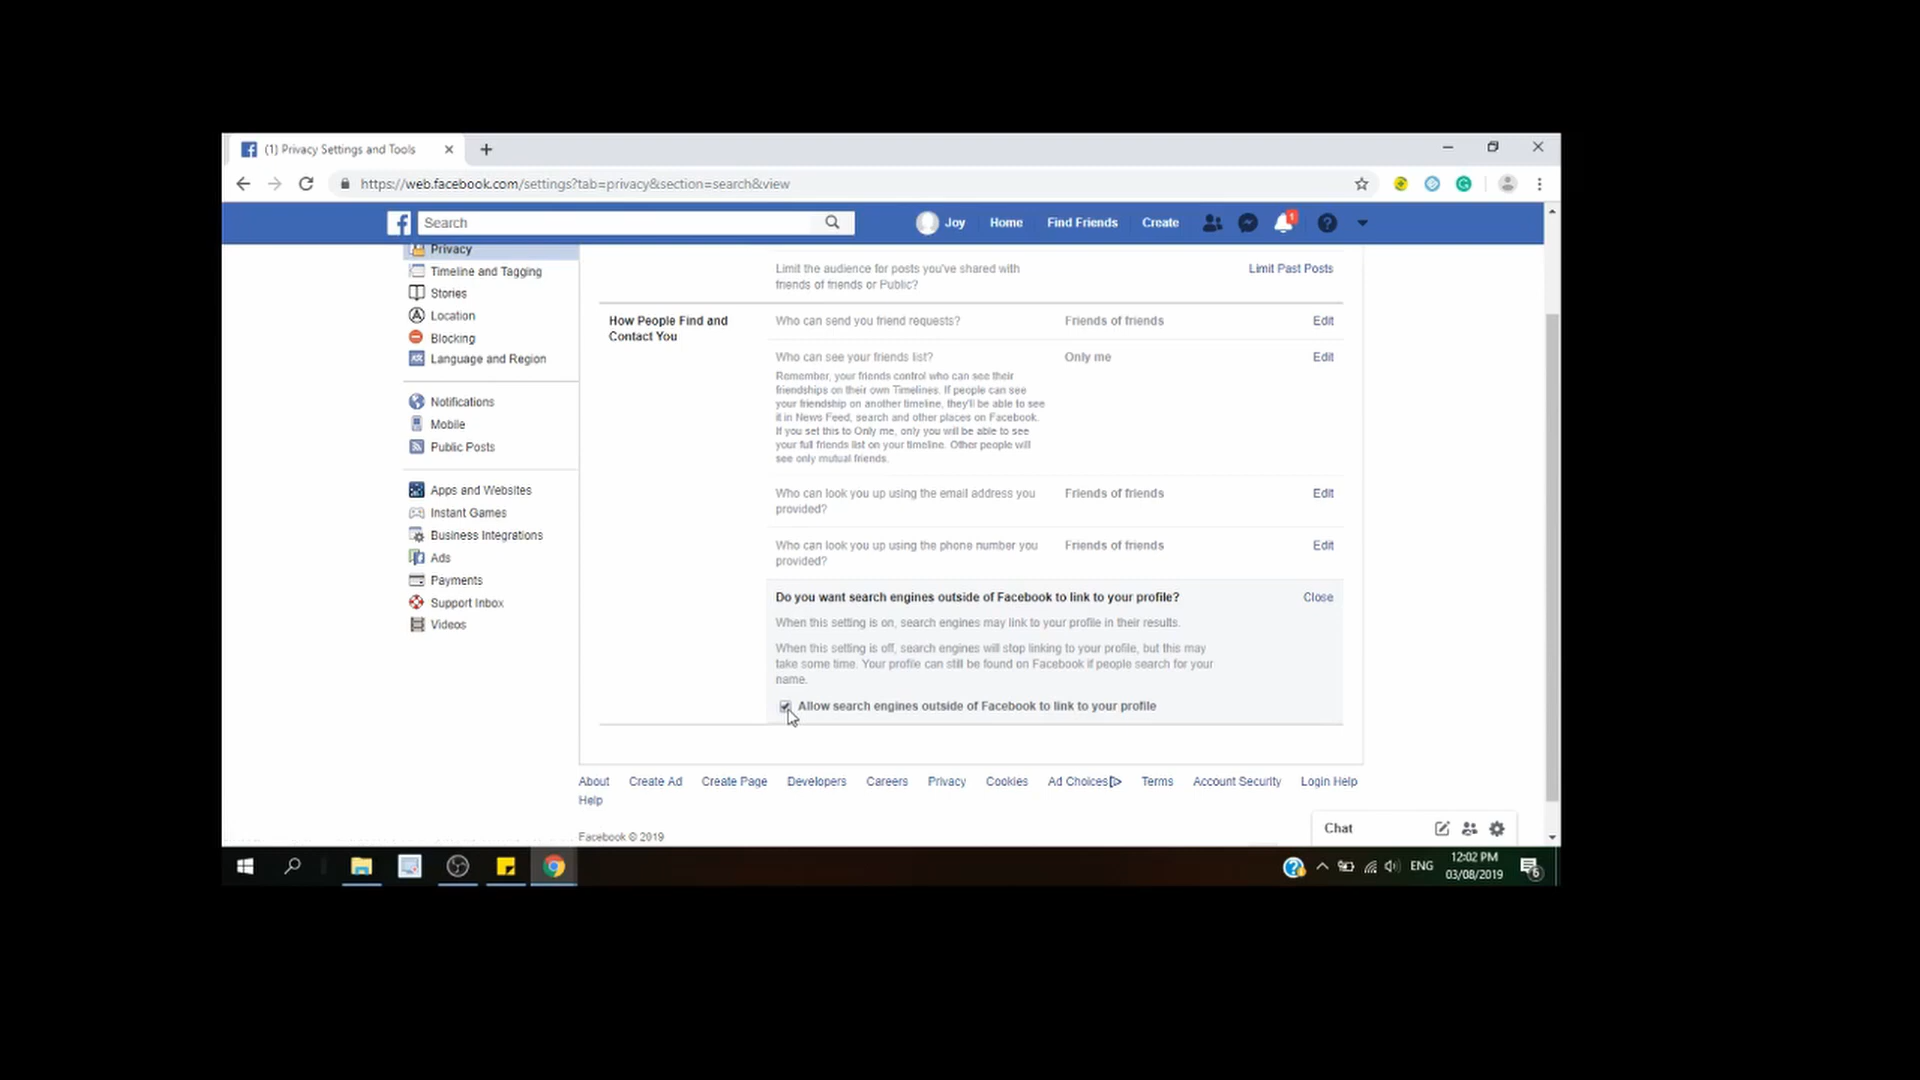 (1) Privacy Settings and Tools
https://web.facebook.com/settings?tab=privacy&section=search&view
Search
Joy
Home
Find Friends
Create
1
Privacy
Timeline and Tagging
Stories
Location
Blocking
Language and Region
Notifications
Mobile
Public Posts
Apps and Websites
Instant Games
Business Integrations
Ads
Payments
Support Inbox
Videos
Limit the audience for posts you've shared with
friends of friends or Public?
Limit Past Posts
How People Find and
Contact You
Who can send you friend requests?
Friends of friends
Edit
Who can see your friends list?
Only me
Edit
Remember, your friends control who can see their
friendships on their own Timelines. If people can see
your friendship on another timeline, they'll be able to see
it in News Feed, search and other places on Facebook.
If you set this to Only me, only you will be able to see
your full friends list on your timeline. Other people will
see only mutual friends.
Who can look you up using the email address you
provided?
Friends of friends
Edit
Who can look you up using the phone number you
provided?
Friends of friends
Edit
Do you want search engines outside of Facebook to link to your profile?
Close
When this setting is on, search engines may link to your profile in their results.
When this setting is off, search engines will stop linking to your profile, but this may
take some time. Your profile can still be found on Facebook if people search for your
name.
Allow search engines outside of Facebook to link to your profile
About
Create Ad
Create Page
Developers
Careers
Privacy
Cookies
Ad Choices
Terms
Account Security
Login Help
Help
Facebook © 2019
Chat
ENG
12:02 PM
03/08/2019
6